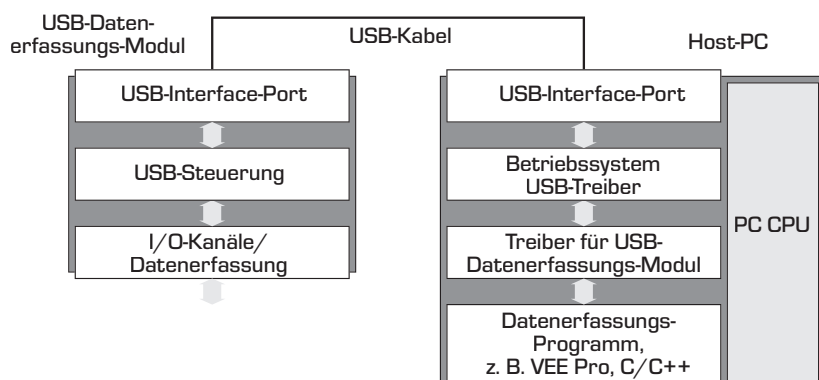 USB-Daten-
erfassungs-Modul
USB-Kabel
Host-PC
USB-Interface-Port
USB-Steuerung
I/O-Kanäle/
Datenerfassung
USB-Interface-Port
Betriebssystem
USB-Treiber
Treiber für USB-
Datenerfassungs-Modul
Datenerfassungs-
Programm,
z. B. VEE Pro, C/C++
PC CPU